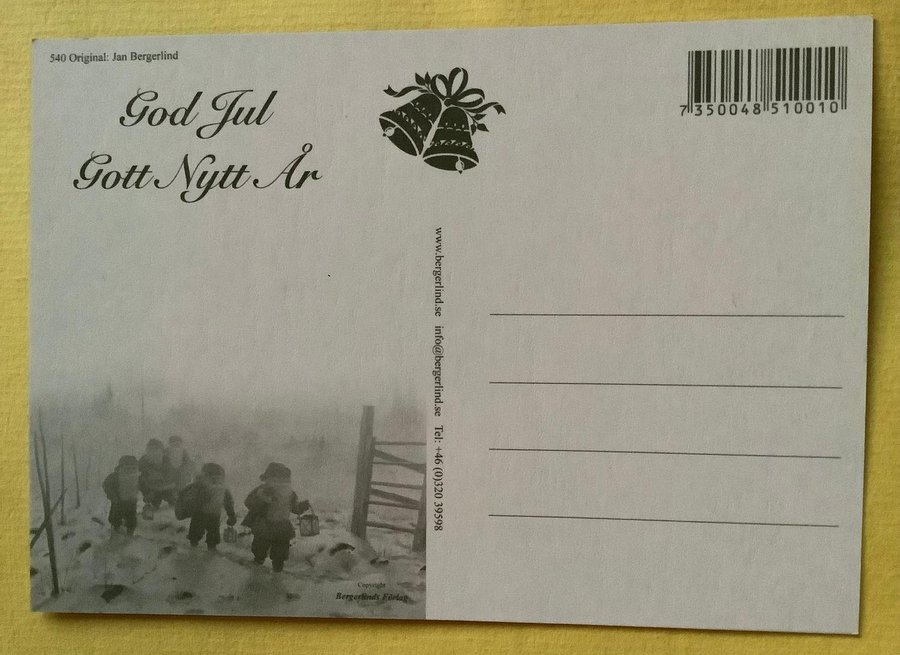 540 Original: Jan Bergerlind
God Jul
Gott Nytt År
7 350048 510010
www.bergerlind.se info@bergerlind.se Tel: +46 (0)320 39598
Copyright
Bergerlinds Förlag